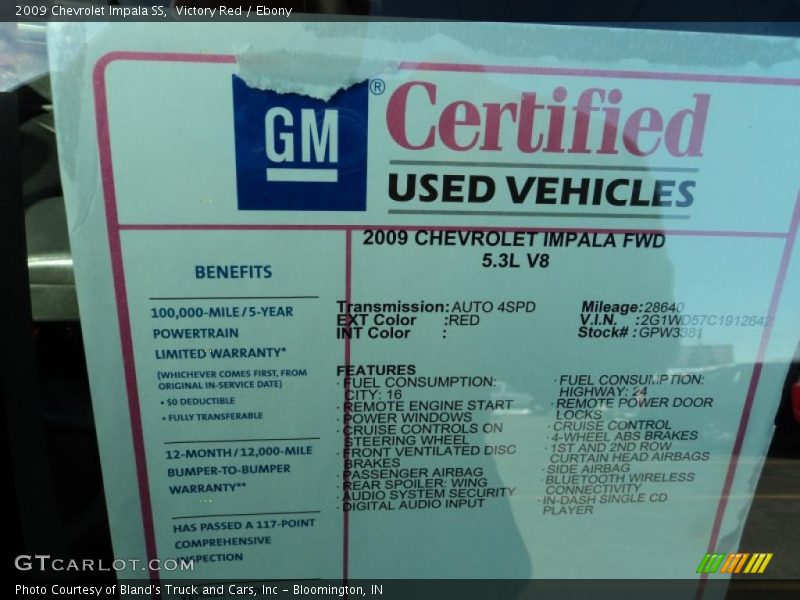 2009 Chevrolet Impala SS, Victory Red / Ebony
GM ® Certified
USED VEHICLES
2009 CHEVROLET IMPALA FWD
5.3L V8
BENEFITS
100,000-MILE/5-YEAR
POWERTRAIN
LIMITED WARRANTY*
(WHICHEVER COMES FIRST, FROM
ORIGINAL IN-SERVICE DATE)
• $0 DEDUCTIBLE
• FULLY TRANSFERABLE
12-MONTH/12,000-MILE
BUMPER-TO-BUMPER
WARRANTY**
HAS PASSED A 117-POINT
COMPREHENSIVE
INSPECTION
Transmission: AUTO 4SPD
EXT Color :RED
INT Color :
Mileage: 28640
V.I.N. :2G1WD57C1912642
Stock# : GPW3381
FEATURES
· FUEL CONSUMPTION:
CITY: 16
· REMOTE ENGINE START
· POWER WINDOWS
· CRUISE CONTROLS ON
STEERING WHEEL
· FRONT VENTILATED DISC
BRAKES
· PASSENGER AIRBAG
· REAR SPOILER: WING
· AUDIO SYSTEM SECURITY
· DIGITAL AUDIO INPUT
· FUEL CONSUMPTION:
HIGHWAY: 24
· REMOTE POWER DOOR
LOCKS
· CRUISE CONTROL
· 4-WHEEL ABS BRAKES
· 1ST AND 2ND ROW
CURTAIN HEAD AIRBAGS
· SIDE AIRBAG
· BLUETOOTH WIRELESS
CONNECTIVITY
· IN-DASH SINGLE CD
PLAYER
GTCARLOT.COM
Photo Courtesy of Bland's Truck and Cars, Inc – Bloomington, IN